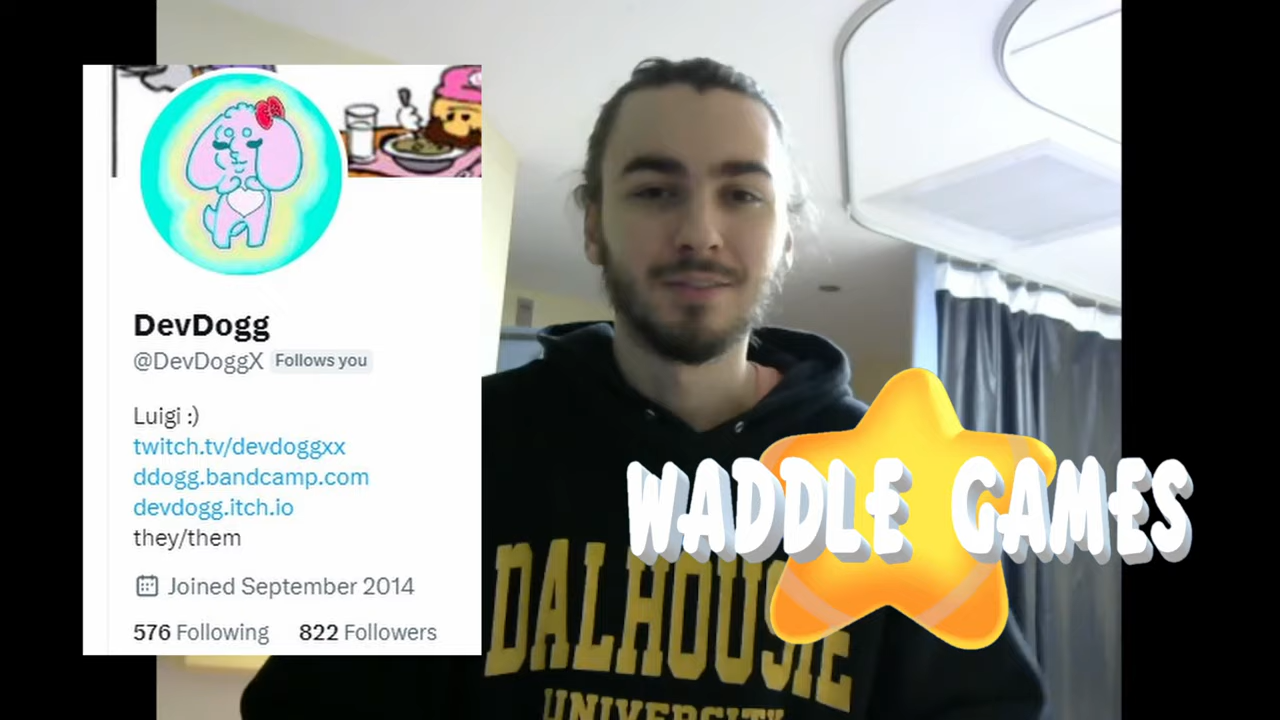 DevDogg
@DevDoggX Follows you
Luigi :)
twitch.tv/devdoggxx
ddogg.bandcamp.com
devdogg.itch.io
they/them
Joined September 2014
576 Following 822 Followers
WADDLE GAMES
DALHOUSIE
UNIVERSITY